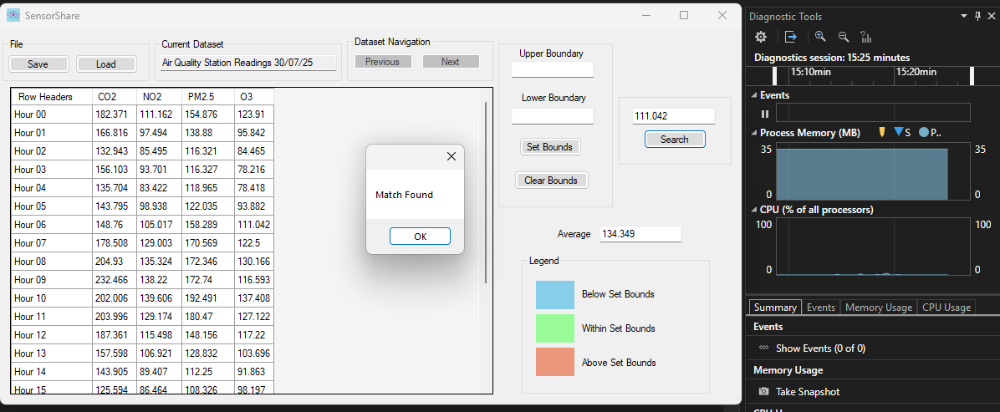 SensorShare
File
Save Load
Current Dataset
Air Quality Station Readings 30/07/25
Dataset Navigation
Previous Next
Row Headers CO2 NO2 PM2.5 O3
Hour 00 182.371 111.162 154.876 123.91
Hour 01 166.816 97.494 138.88 95.842
Hour 02 132.943 85.495 116.321 84.465
Hour 03 156.103 93.701 116.327 78.216
Hour 04 135.704 83.422 118.965 78.418
Hour 05 143.795 98.938 122.035 93.882
Hour 06 148.76 105.017 158.289 111.042
Hour 07 178.508 129.003 170.569 122.5
Hour 08 204.93 135.324 172.346 130.166
Hour 09 232.466 138.22 172.74 116.593
Hour 10 202.006 139.606 192.491 137.408
Hour 11 203.996 129.174 180.47 127.122
Hour 12 187.361 115.498 148.156 117.22
Hour 13 157.598 106.921 128.832 103.696
Hour 14 143.905 89.407 112.25 91.863
Hour 15 125.594 86.464 108.326 98.197
Match Found
OK
Upper Boundary
Lower Boundary
Set Bounds
Clear Bounds
111.042
Search
Average 134.349
Legend
Below Set Bounds
Within Set Bounds
Above Set Bounds
Diagnostic Tools
Diagnostics session: 15:25 minutes
15:10min 15:20min
Events
Process Memory (MB) S P..
35 35
0 0
CPU (% of all processors)
100 100
0 0
Summary Events Memory Usage CPU Usage
Events
Show Events (0 of 0)
Memory Usage
Take Snapshot